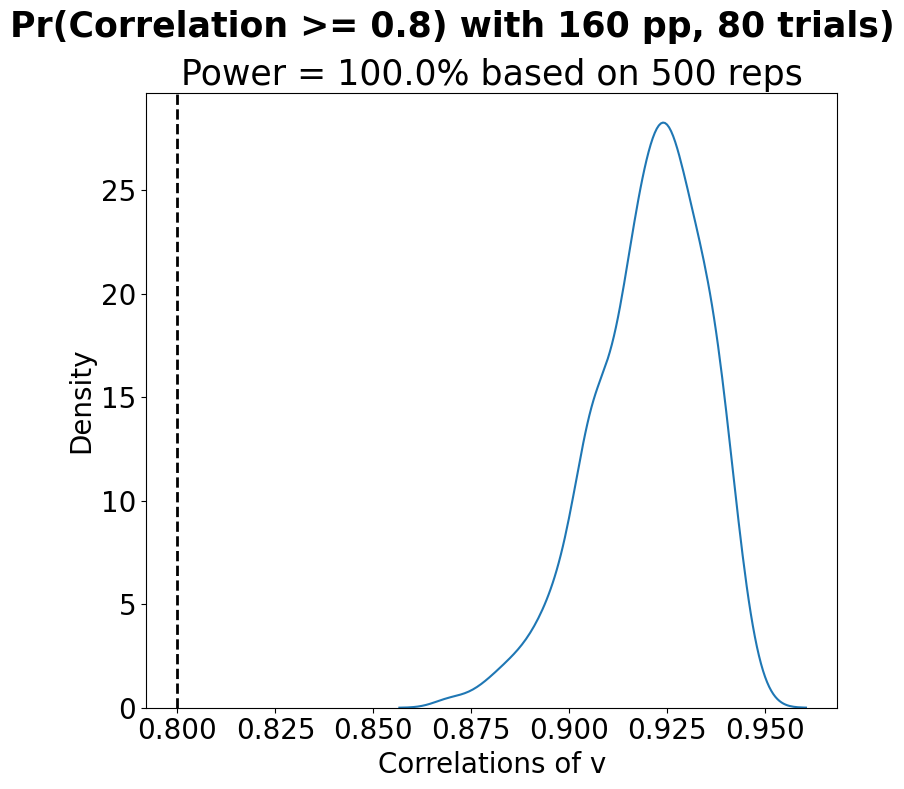 Pr(Correlation >= 0.8) with 160 pp, 80 trials)
Power = 100.0% based on 500 reps
Density
25
20
15
10
5
0
0.800 0.825 0.850 0.875 0.900 0.925 0.950
Correlations of v